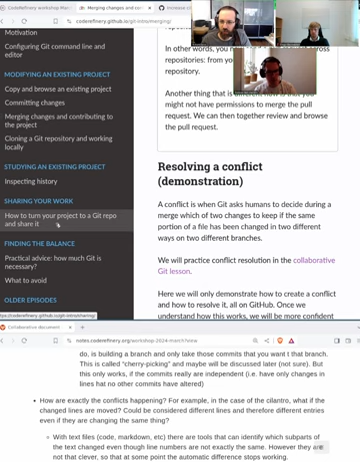 Coderefinery workshop Mar
Merging changes and con
coderefinery.github.io/git-intro/merging/
Motivation
Configuring Git command line and
editor
MODIFYING AN EXISTING PROJECT
Copy and browse an existing project
Committing changes
Merging changes and contributing to
the project
Cloning a Git repository and working
locally
STUDYING AN EXISTING PROJECT
Inspecting history
SHARING YOUR WORK
How to turn your project to a Git repo
and share it
FINDING THE BALANCE
Practical advice: how much Git is
necessary?
What to avoid
OLDER EPISODES
In other words, you
repositories: from yo
repository.
Another thing that is
might not have permissions to merge the pull
request. We can then together review and browse
the pull request.
Resolving a conflict
(demonstration)
A conflict is when Git asks humans to decide during a
merge which of two changes to keep if the same
portion of a file has been changed in two different
ways on two different branches.
We will practice conflict resolution in the collaborative
Git lesson.
Here we will only demonstrate how to create a conflict
and how to resolve it, all on GitHub. Once we
understand how this works, we will be more confident
Collaborative document
do, is building a branch and only take those commits that you want t that branch.
This is called "cherry-picking" and maybe will be discussed later (not sure). But
this only works, if the commits really are independent (i.e. have only changes in
lines hat no other commits have altered)
• How are exactly the conflicts happening? For example, in the case of the cilantro, what if the
changed lines are moved? Could be considered different lines and therefore different entries
even if they are changing the same thing?
With text files (code, markdown, etc) there are tools that can identify which subparts of
the text changed even though line numbers are not exactly the same. However they are
not that clever, so that at some point the automatic difference stops working.